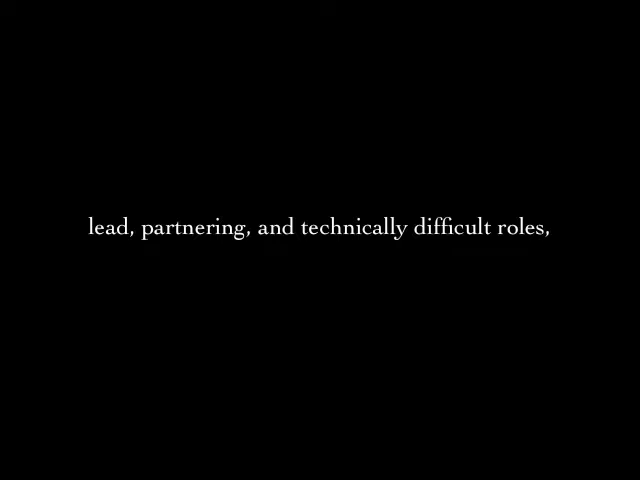 lead, partnering, and technically difficult roles,